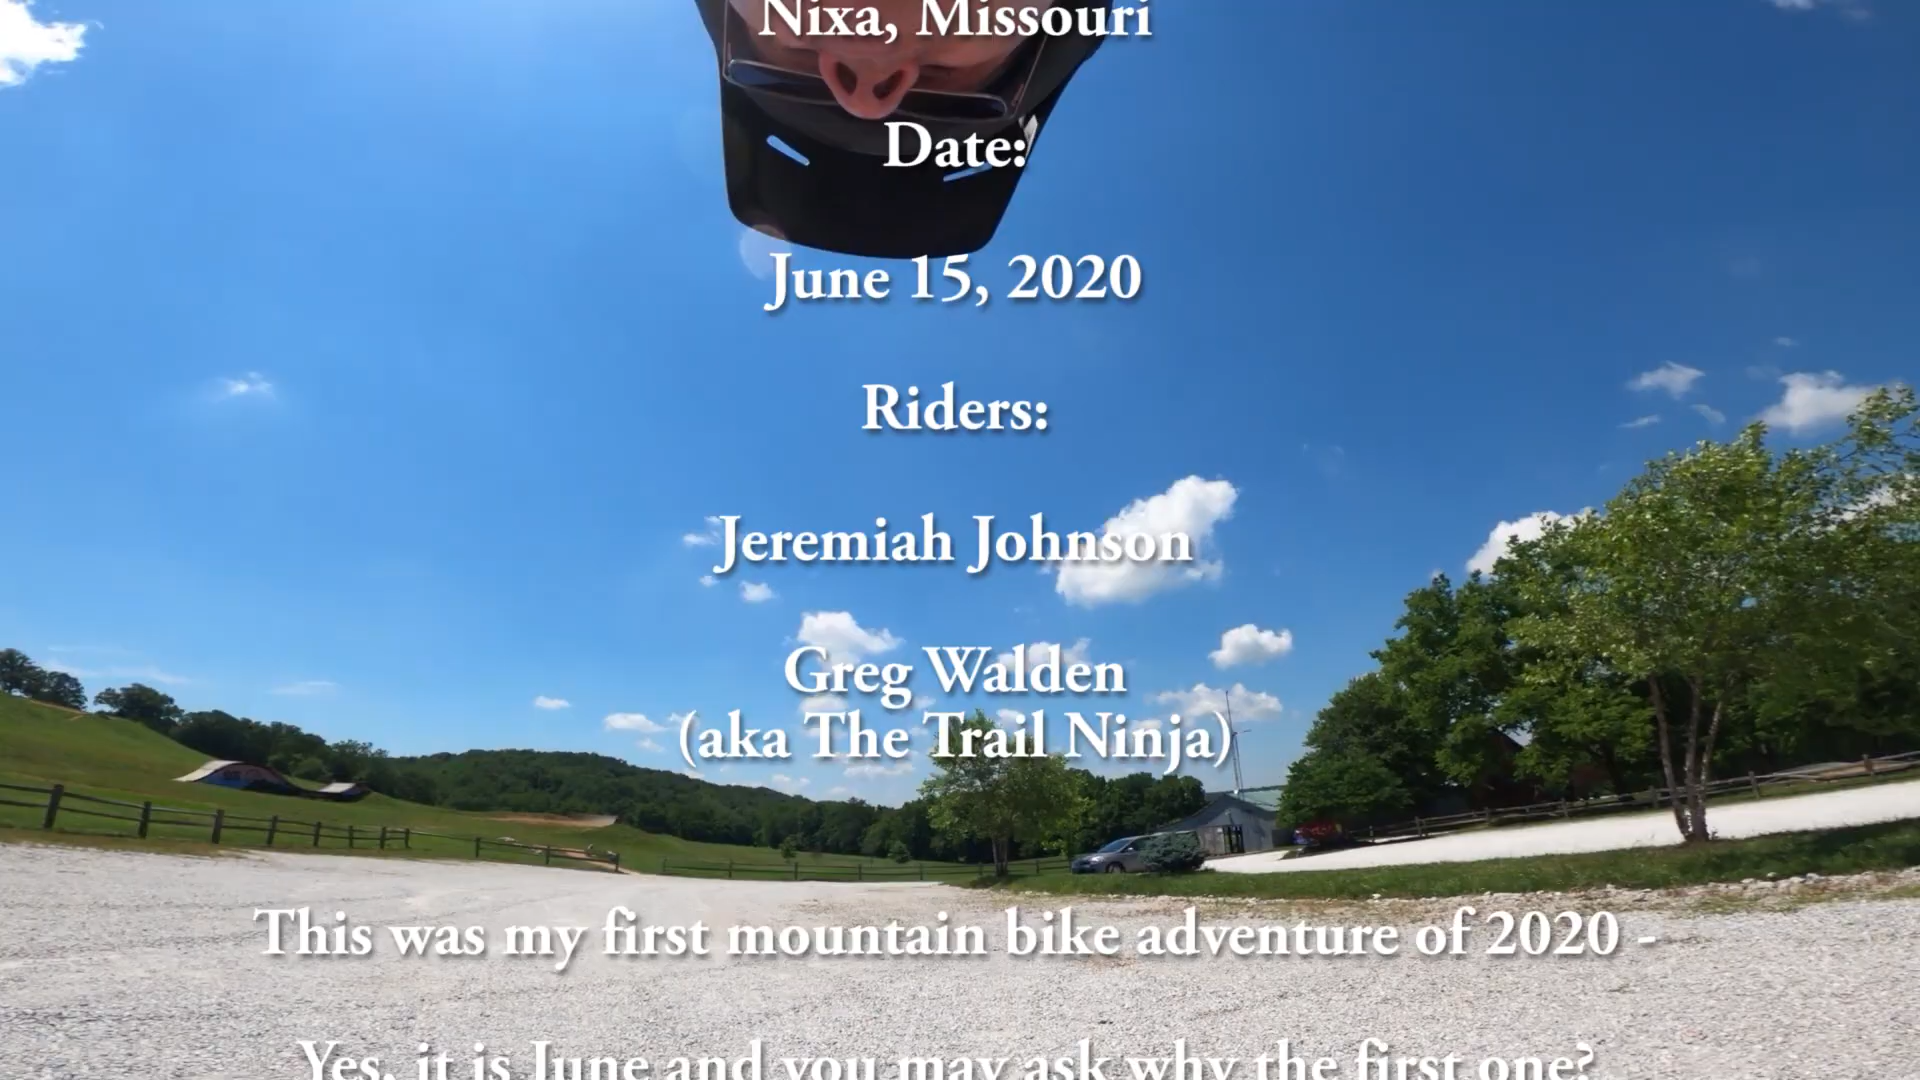 Nixa, Missouri
Date:
June 15, 2020
Riders:
Jeremiah Johnson
Greg Walden
(aka The Trail Ninja)
This was my first mountain bike adventure of 2020 -
Yes, it is June and you may ask why the first one?